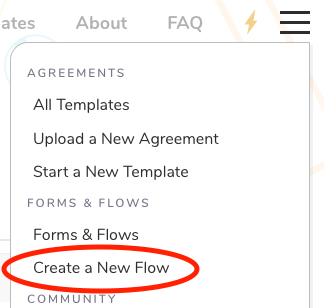 ates About FAQ
AGREEMENTS
All Templates
Upload a New Agreement
Start a New Template
FORMS & FLOWS
Forms & Flows
Create a New Flow
COMMUNITY